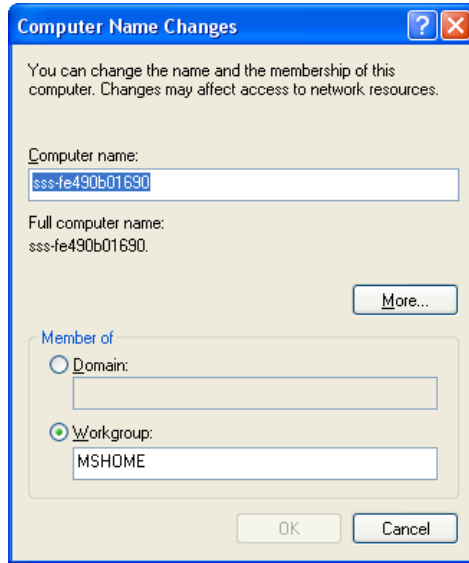 Computer Name Changes
You can change the name and the membership of this
computer. Changes may affect access to network resources.
Computer name:
sss-fe490b01690
Full computer name:
sss-fe490b01690.
More...
Member of
Domain:
Workgroup:
MSHOME
OK
Cancel